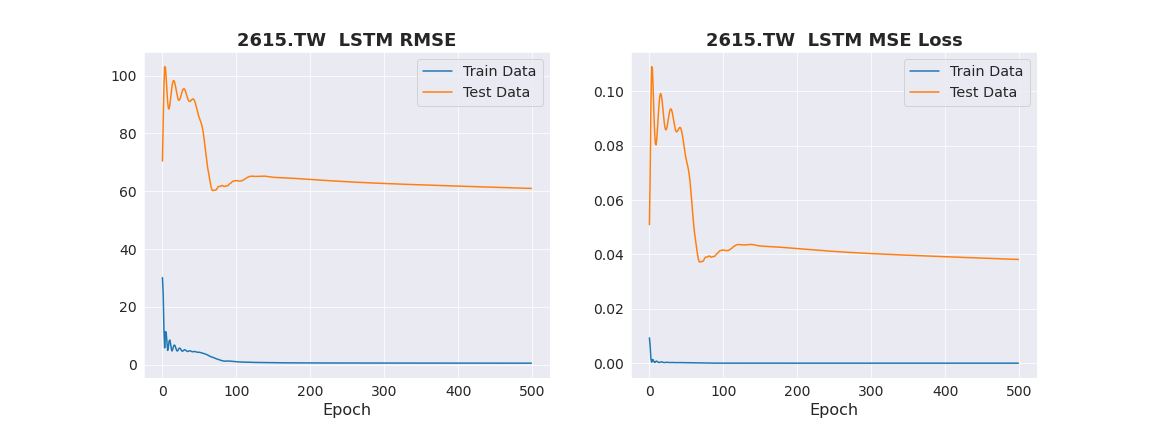 2615.TW  LSTM RMSE
Train Data
Test Data
100
80
60
40
20
0
0 100 200 300 400 500
Epoch
2615.TW  LSTM MSE Loss
Train Data
Test Data
0.10
0.08
0.06
0.04
0.02
0.00
0 100 200 300 400 500
Epoch